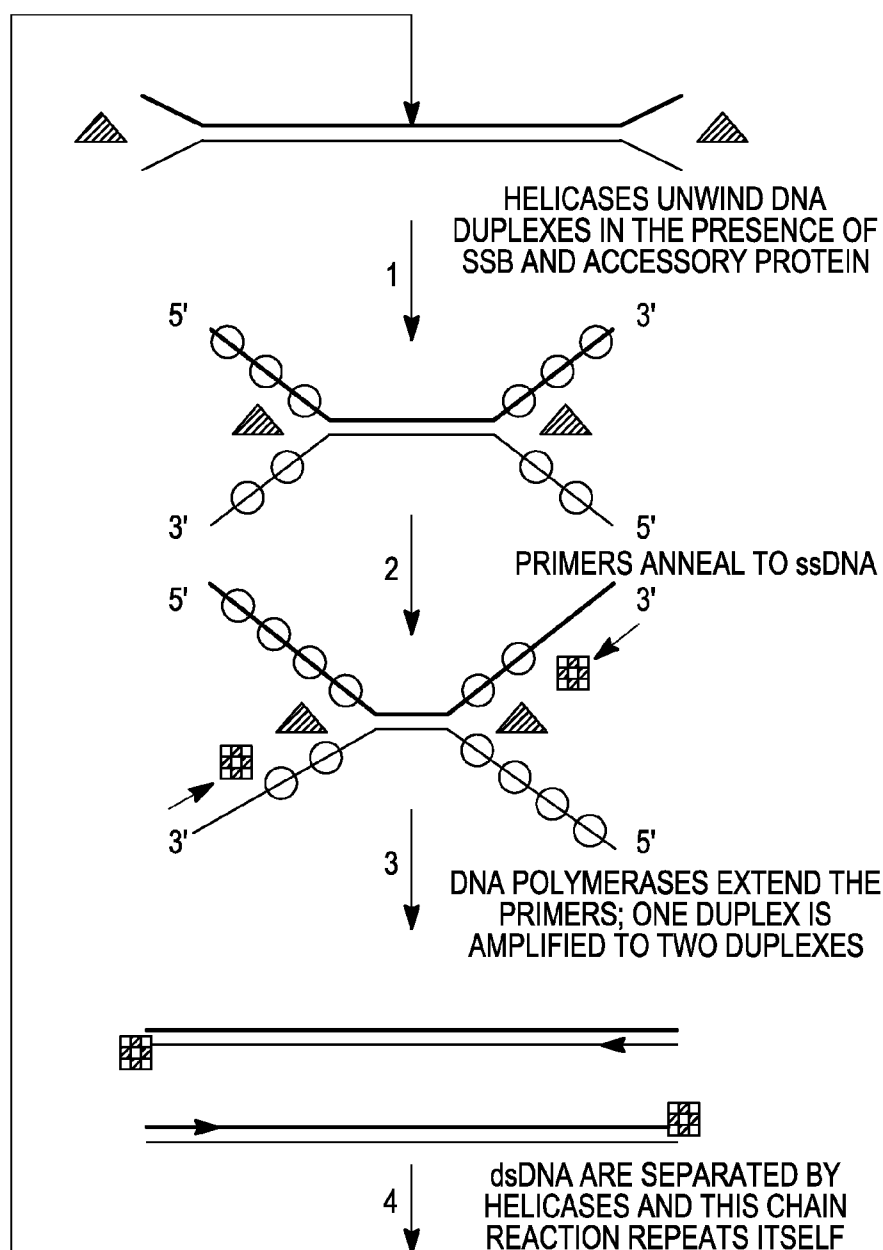 HELICASES UNWIND DNA
DUPLEXES IN THE PRESENCE OF
SSB AND ACCESSORY PROTEIN
1
5' 3'
3' 5'
2
PRIMERS ANNEAL TO ssDNA
5' 3'
3' 5'
3
DNA POLYMERASES EXTEND THE
PRIMERS; ONE DUPLEX IS
AMPLIFIED TO TWO DUPLEXES
4
dsDNA ARE SEPARATED BY
HELICASES AND THIS CHAIN
REACTION REPEATS ITSELF